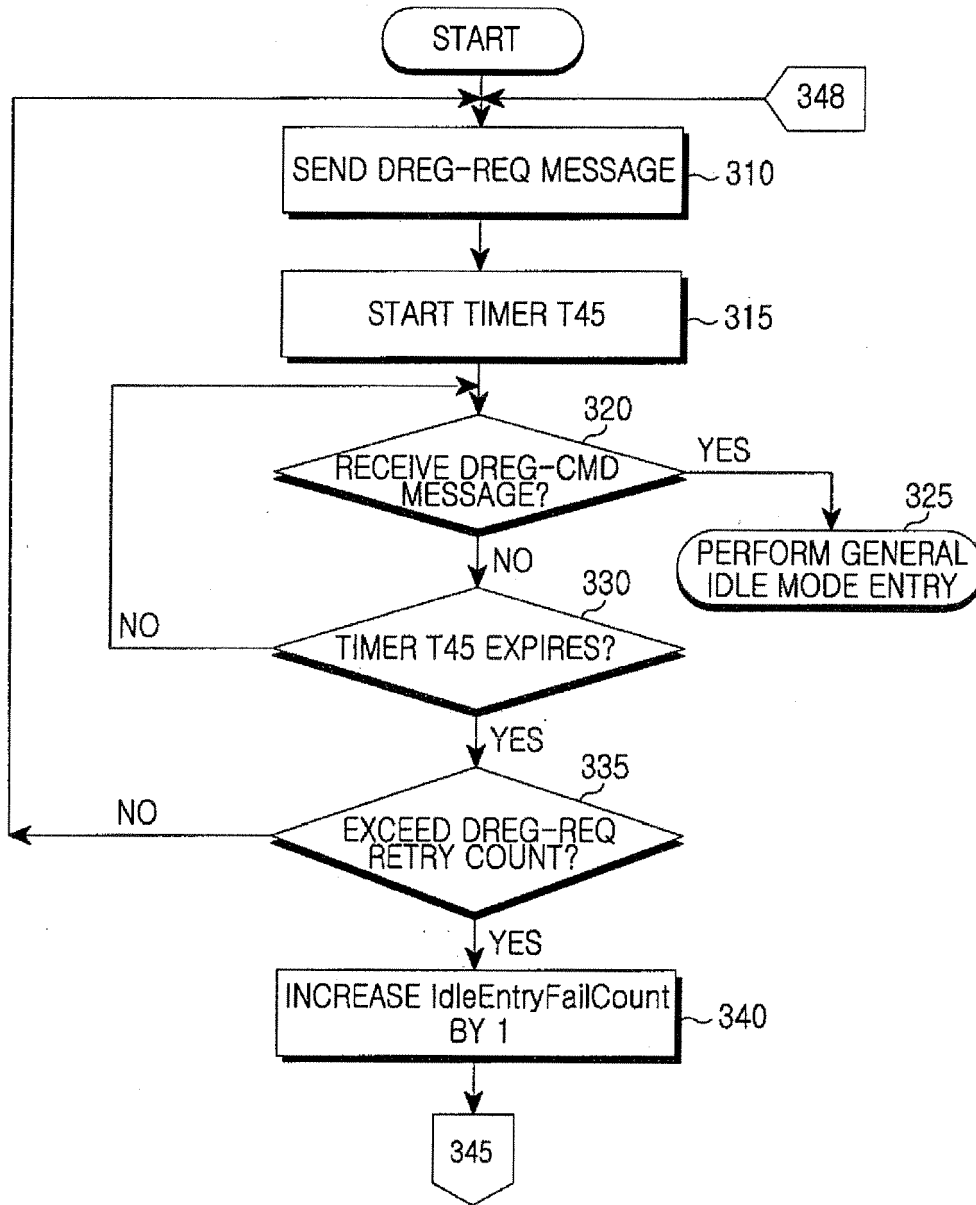 START
348
SEND DREG-REQ MESSAGE
310
START TIMER T45
315
320
RECEIVE DREG-CMD
MESSAGE?
YES
325
PERFORM GENERAL
IDLE MODE ENTRY
NO
330
NO
TIMER T45 EXPIRES?
YES
335
NO
EXCEED DREG-REQ
RETRY COUNT?
YES
INCREASE IdleEntryFailCount
BY 1
340
345